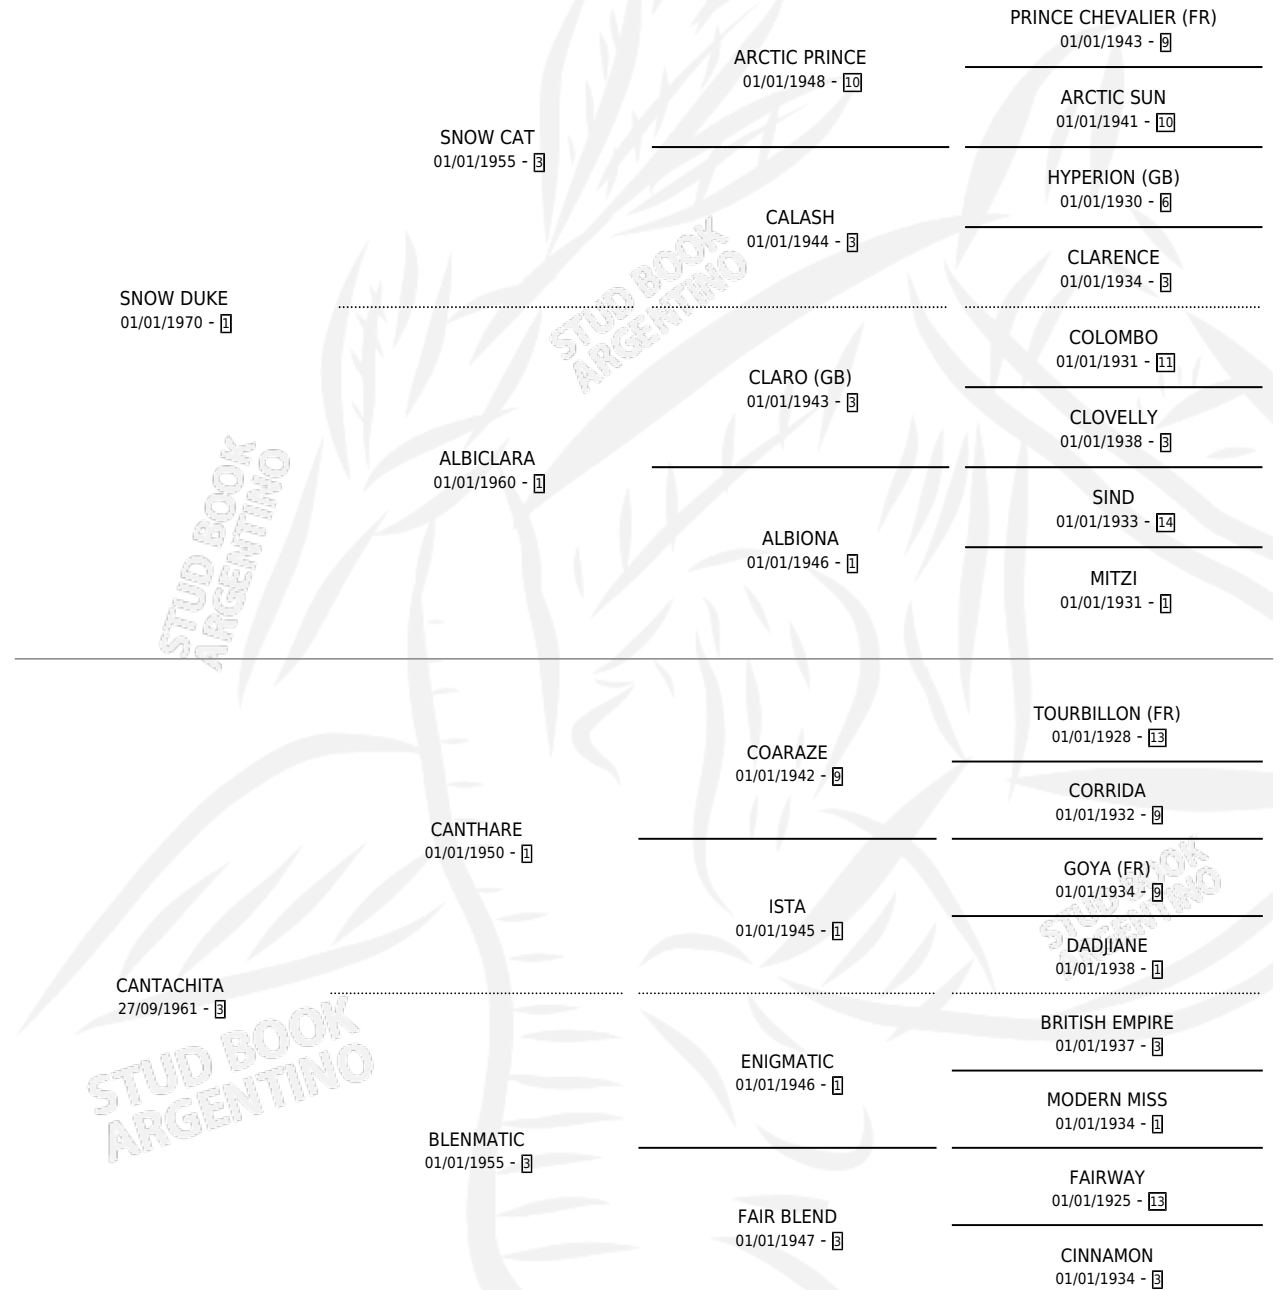 PRINCE CHEVALIER (FR)
01/01/1943 - 9
ARCTIC PRINCE
01/01/1948 - 10
ARCTIC SUN
01/01/1941 - 10
SNOW CAT
01/01/1955 - 3
HYPERION (GB)
01/01/1930 - 6
CALASH
01/01/1944 - 3
CLARENCE
01/01/1934 - 3
SNOW DUKE
01/01/1970 - 1
COLOMBO
01/01/1931 - 11
CLARO (GB)
01/01/1943 - 3
CLOVELLY
01/01/1938 - 3
ALBICLARA
01/01/1960 - 1
SIND
01/01/1933 - 14
ALBIONA
01/01/1946 - 1
MITZI
01/01/1931 - 1
TOURBILLON (FR)
01/01/1928 - 13
COARAZE
01/01/1942 - 9
CORRIDA
01/01/1932 - 9
CANTHARE
01/01/1950 - 1
GOYA (FR)
01/01/1934 - 9
ISTA
01/01/1945 - 1
DADJIANE
01/01/1938 - 1
CANTACHITA
27/09/1961 - 3
BRITISH EMPIRE
01/01/1937 - 3
ENIGMATIC
01/01/1946 - 1
MODERN MISS
01/01/1934 - 1
BLENMATIC
01/01/1955 - 3
FAIRWAY
01/01/1925 - 13
FAIR BLEND
01/01/1947 - 3
CINNAMON
01/01/1934 - 3
STUD BOOK
ARGENTINO
STUD BOOK
ARGENTINO
STUD BOOK
ARGENTINO
STUD BOOK
ARGENTINO